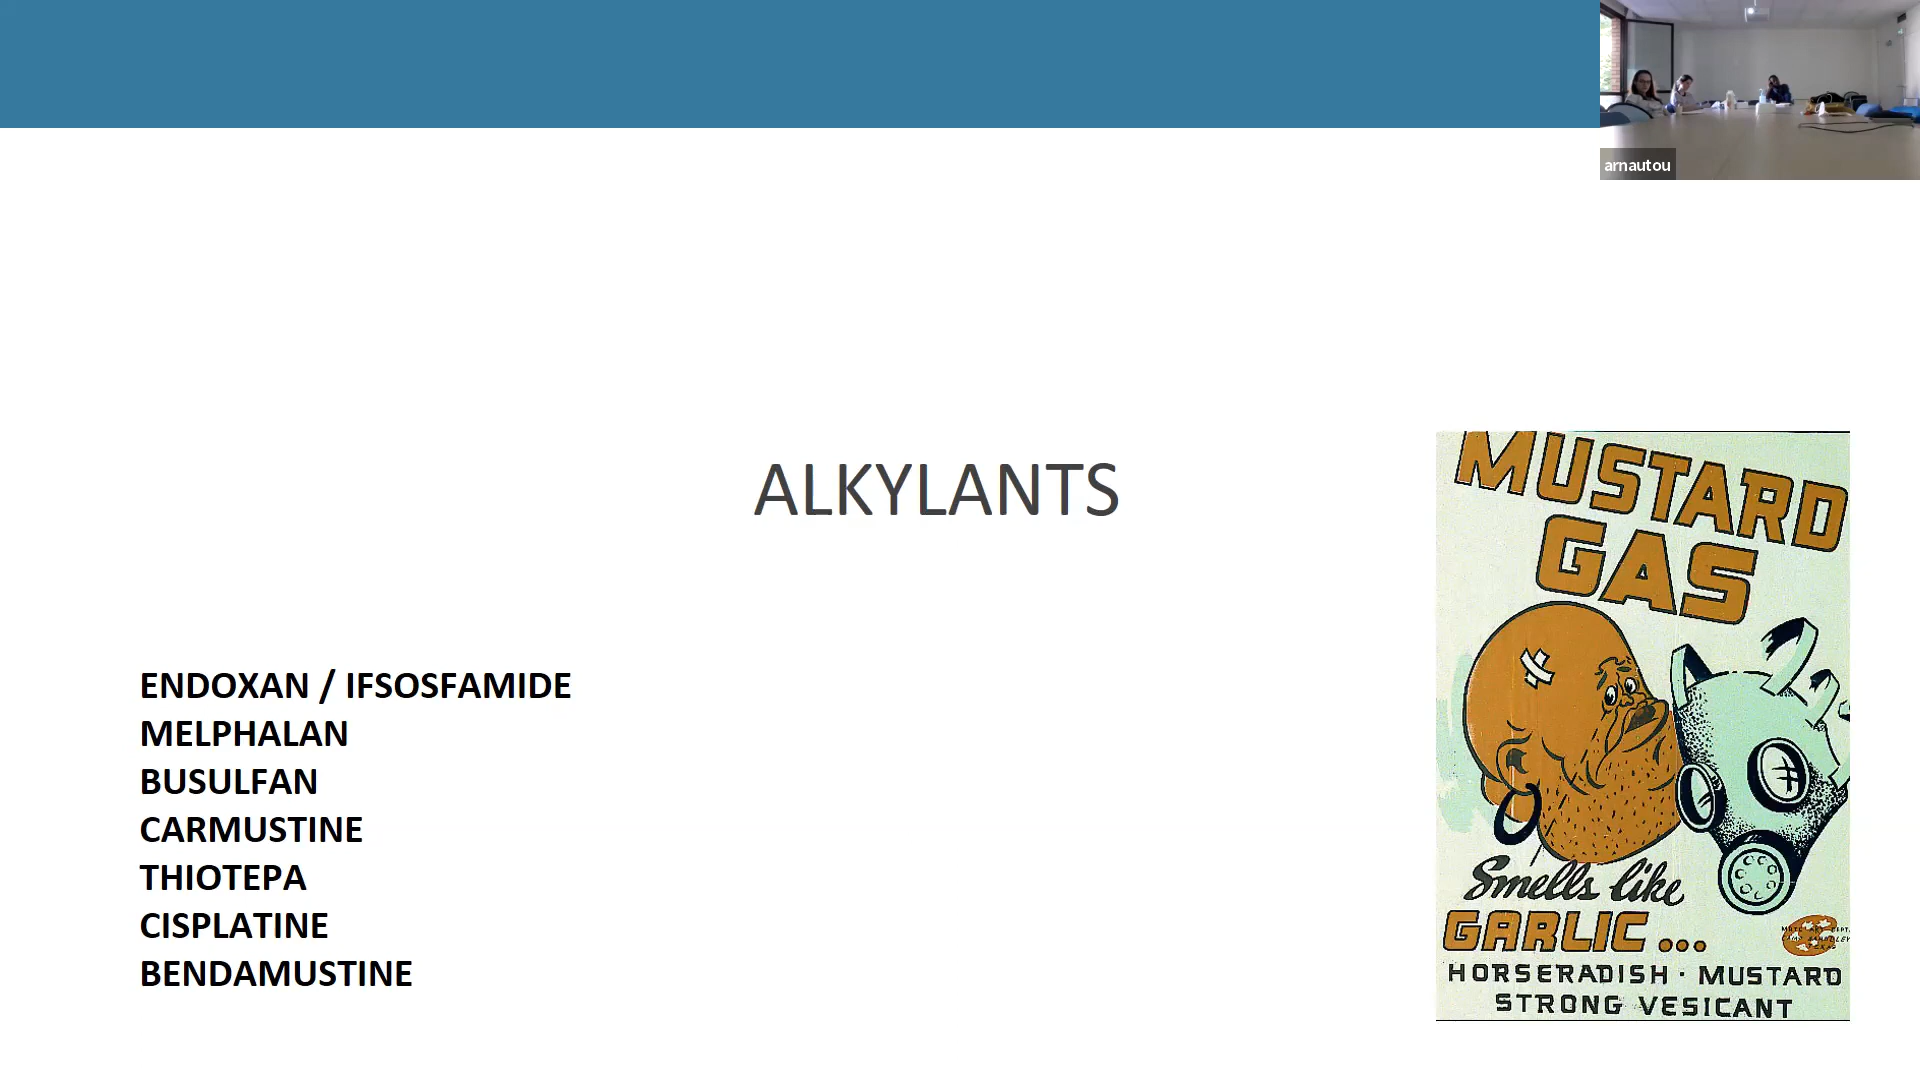 arnautou
ALKYLANTS
ENDOXAN / IFSOSFAMIDE
MELPHALAN
BUSULFAN
CARMUSTINE
THIOTEPA
CISPLATINE
BENDAMUSTINE
MUSTARD
GAS
Smells like
GARLIC...
HORSERADISH · MUSTARD
STRONG VESICANT